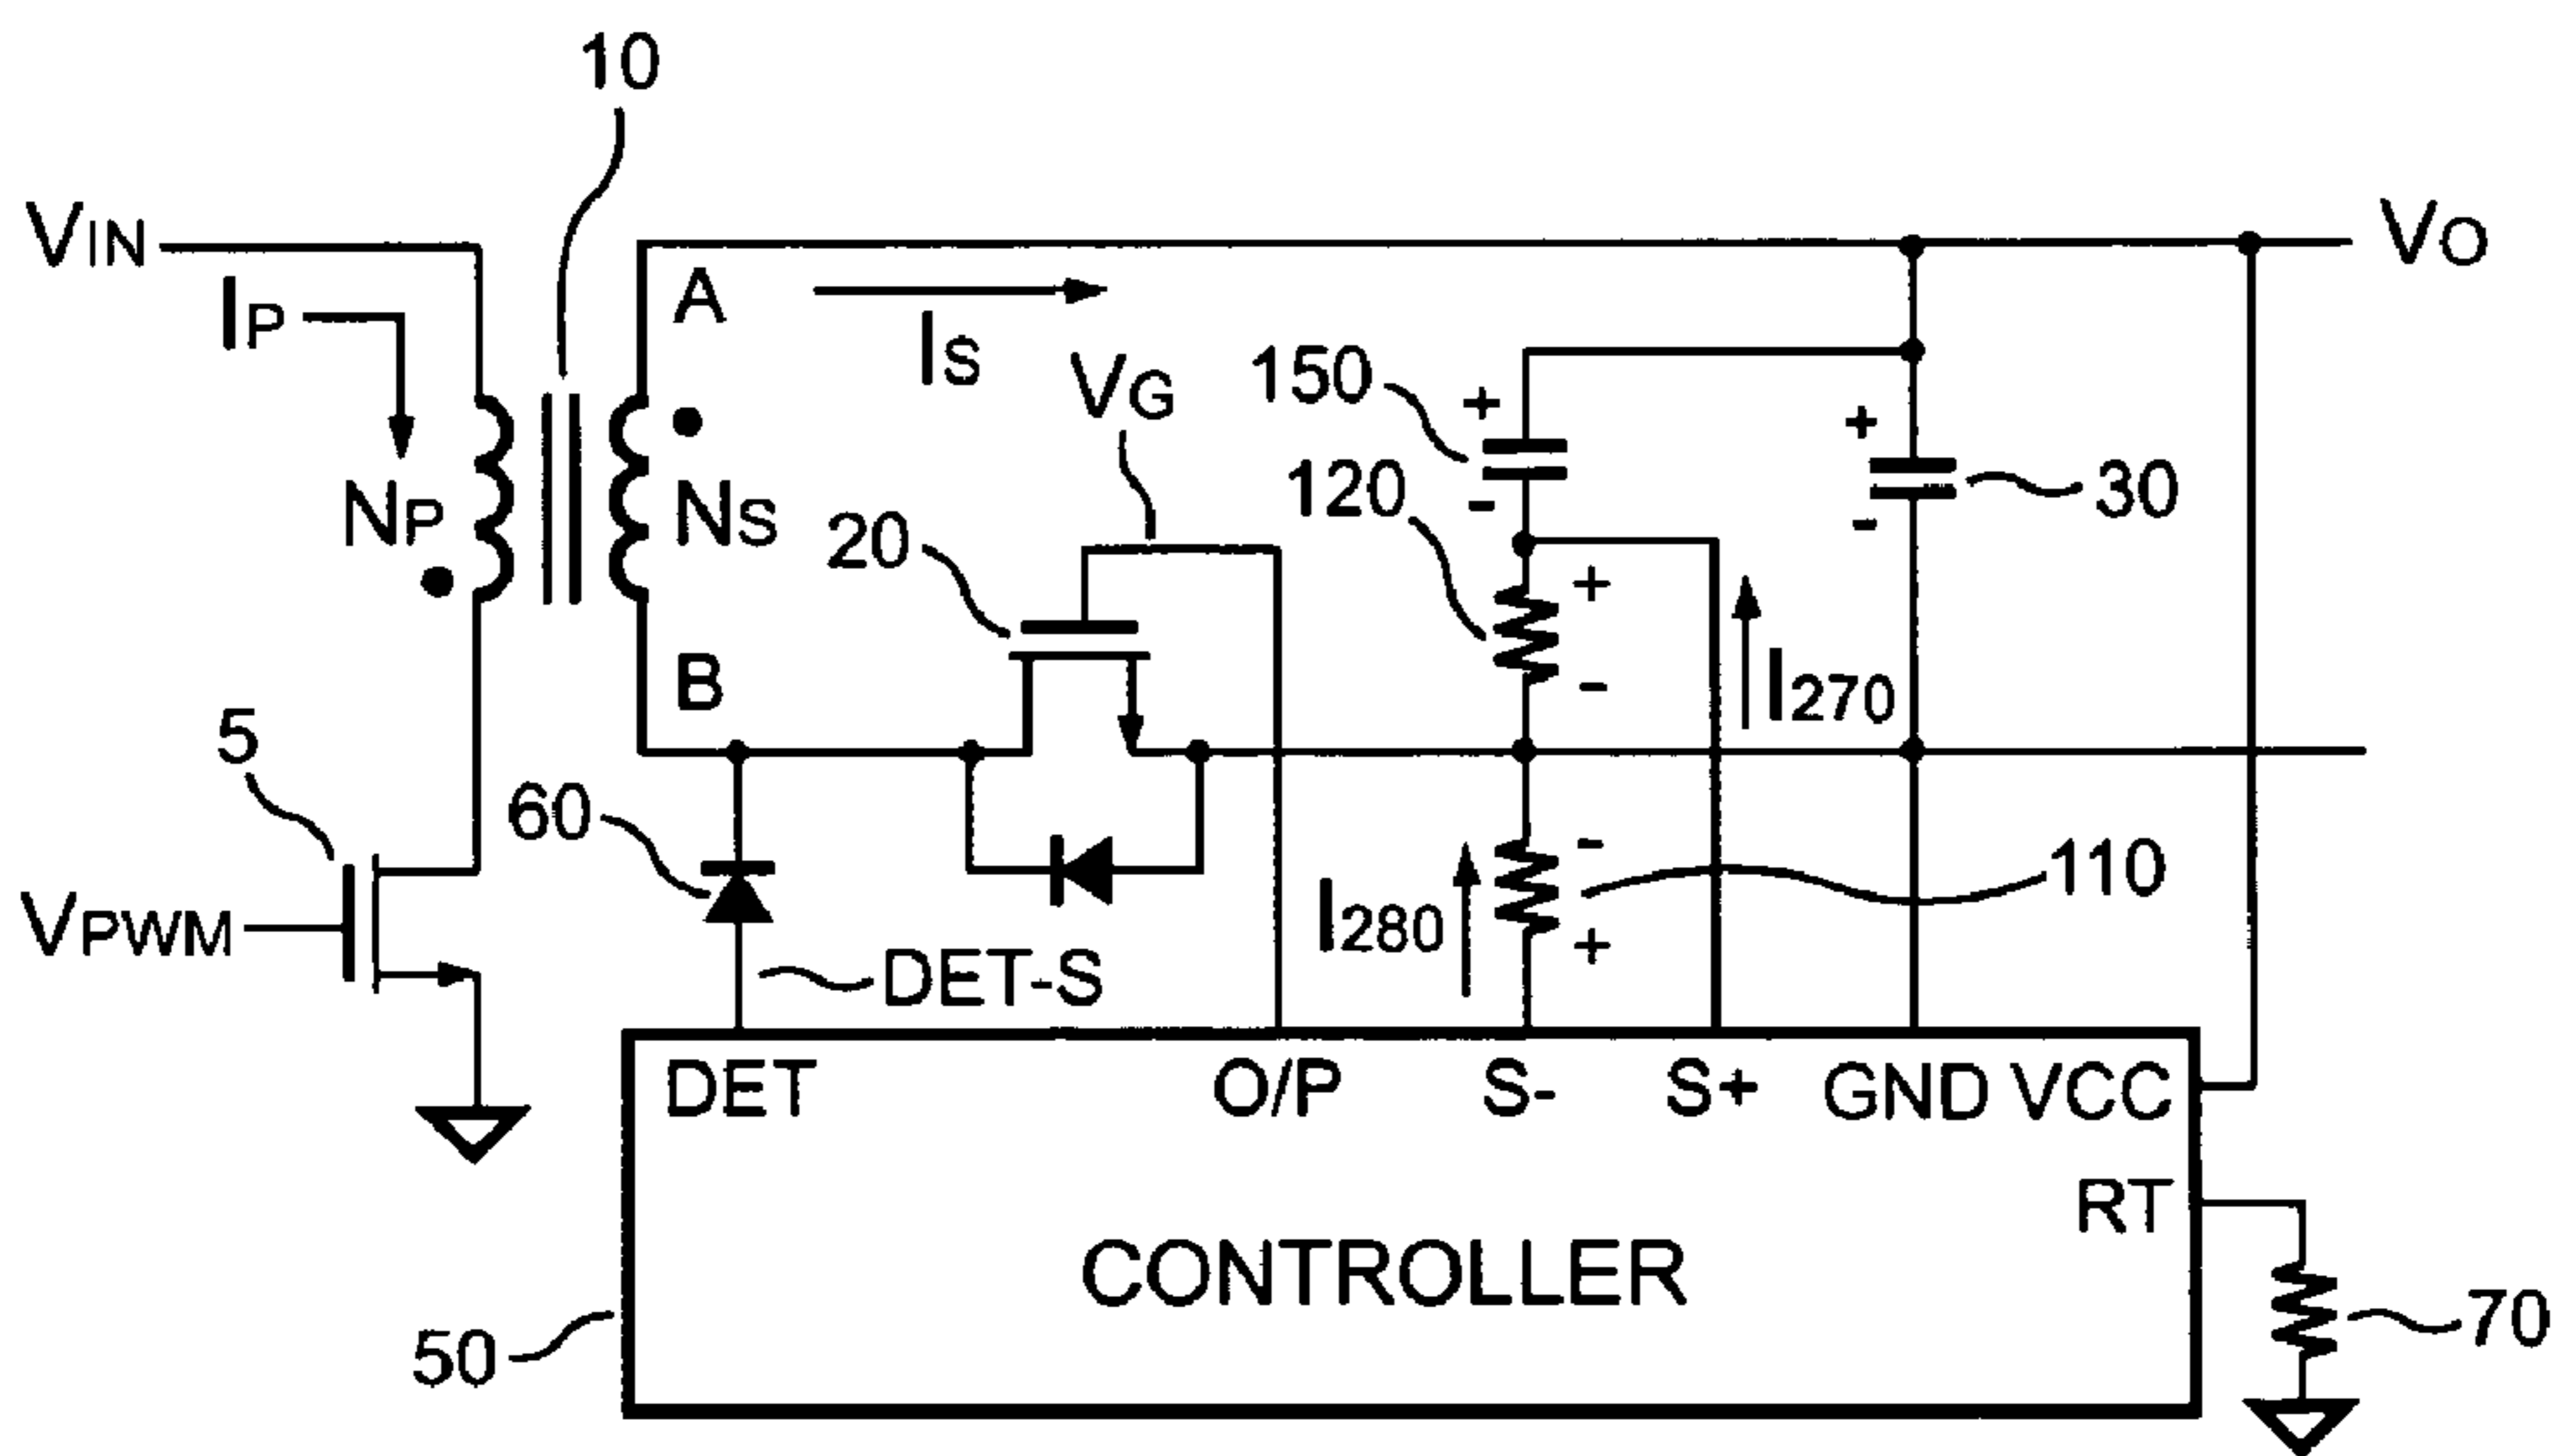 10
VIN
IP
NP
A
IS
NS
VG
20
150
120
+
-
+
-
30
VO
+
-
I270
B
5
60
VPWM
DET-S
I280
-
+
110
DET
O/P
S-
S+
GND
VCC
RT
CONTROLLER
50
70